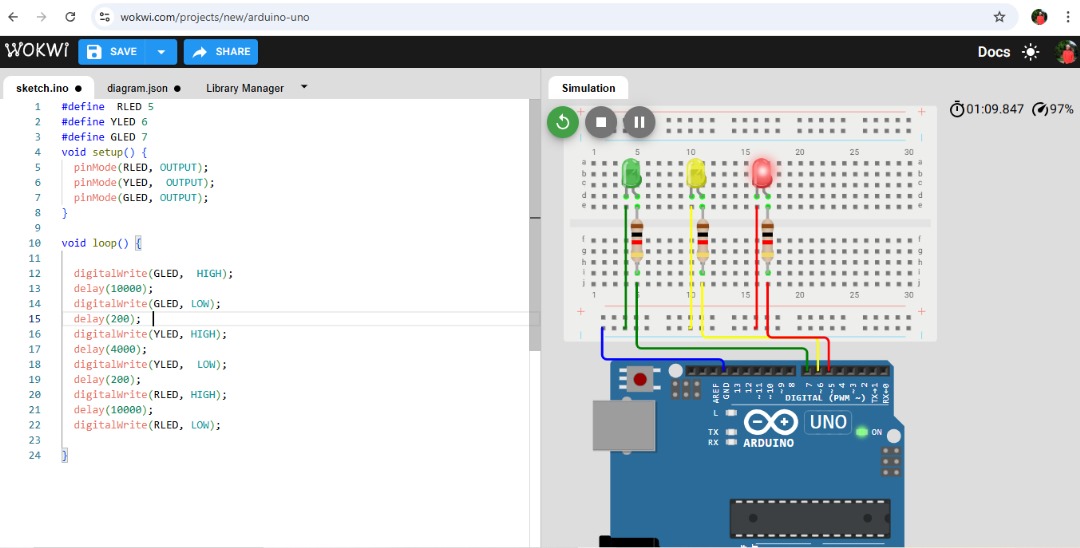 wokwi.com/projects/new/arduino-uno
WOKWI
SAVE
SHARE
Docs
sketch.ino
diagram.json
Library Manager
Simulation
1 #define  RLED 5
2 #define YLED 6
3 #define GLED 7
4 void setup() {
5 pinMode(RLED, OUTPUT);
6 pinMode(YLED,  OUTPUT);
7 pinMode(GLED, OUTPUT);
8 }
9
10 void loop() {
11
12 digitalWrite(GLED,  HIGH);
13 delay(10000);
14 digitalWrite(GLED, LOW);
15 delay(200);
16 digitalWrite(YLED, HIGH);
17 delay(4000);
18 digitalWrite(YLED,  LOW);
19 delay(200);
20 digitalWrite(RLED, HIGH);
21 delay(10000);
22 digitalWrite(RLED, LOW);
23
24 }
01:09.847 97%
1 5 10 15 20 25 30
a a
b b
c c
d d
e e
f f
g g
h h
i i
j j
1 5 10 15 20 25 30
AREF GND 13 12 ~11 ~10 ~9 8 7 ~6 ~5 4 ~3 2 TX→1 RX←0
DIGITAL (PWM ~)
L
TX
RX
UNO
ON
ARDUINO